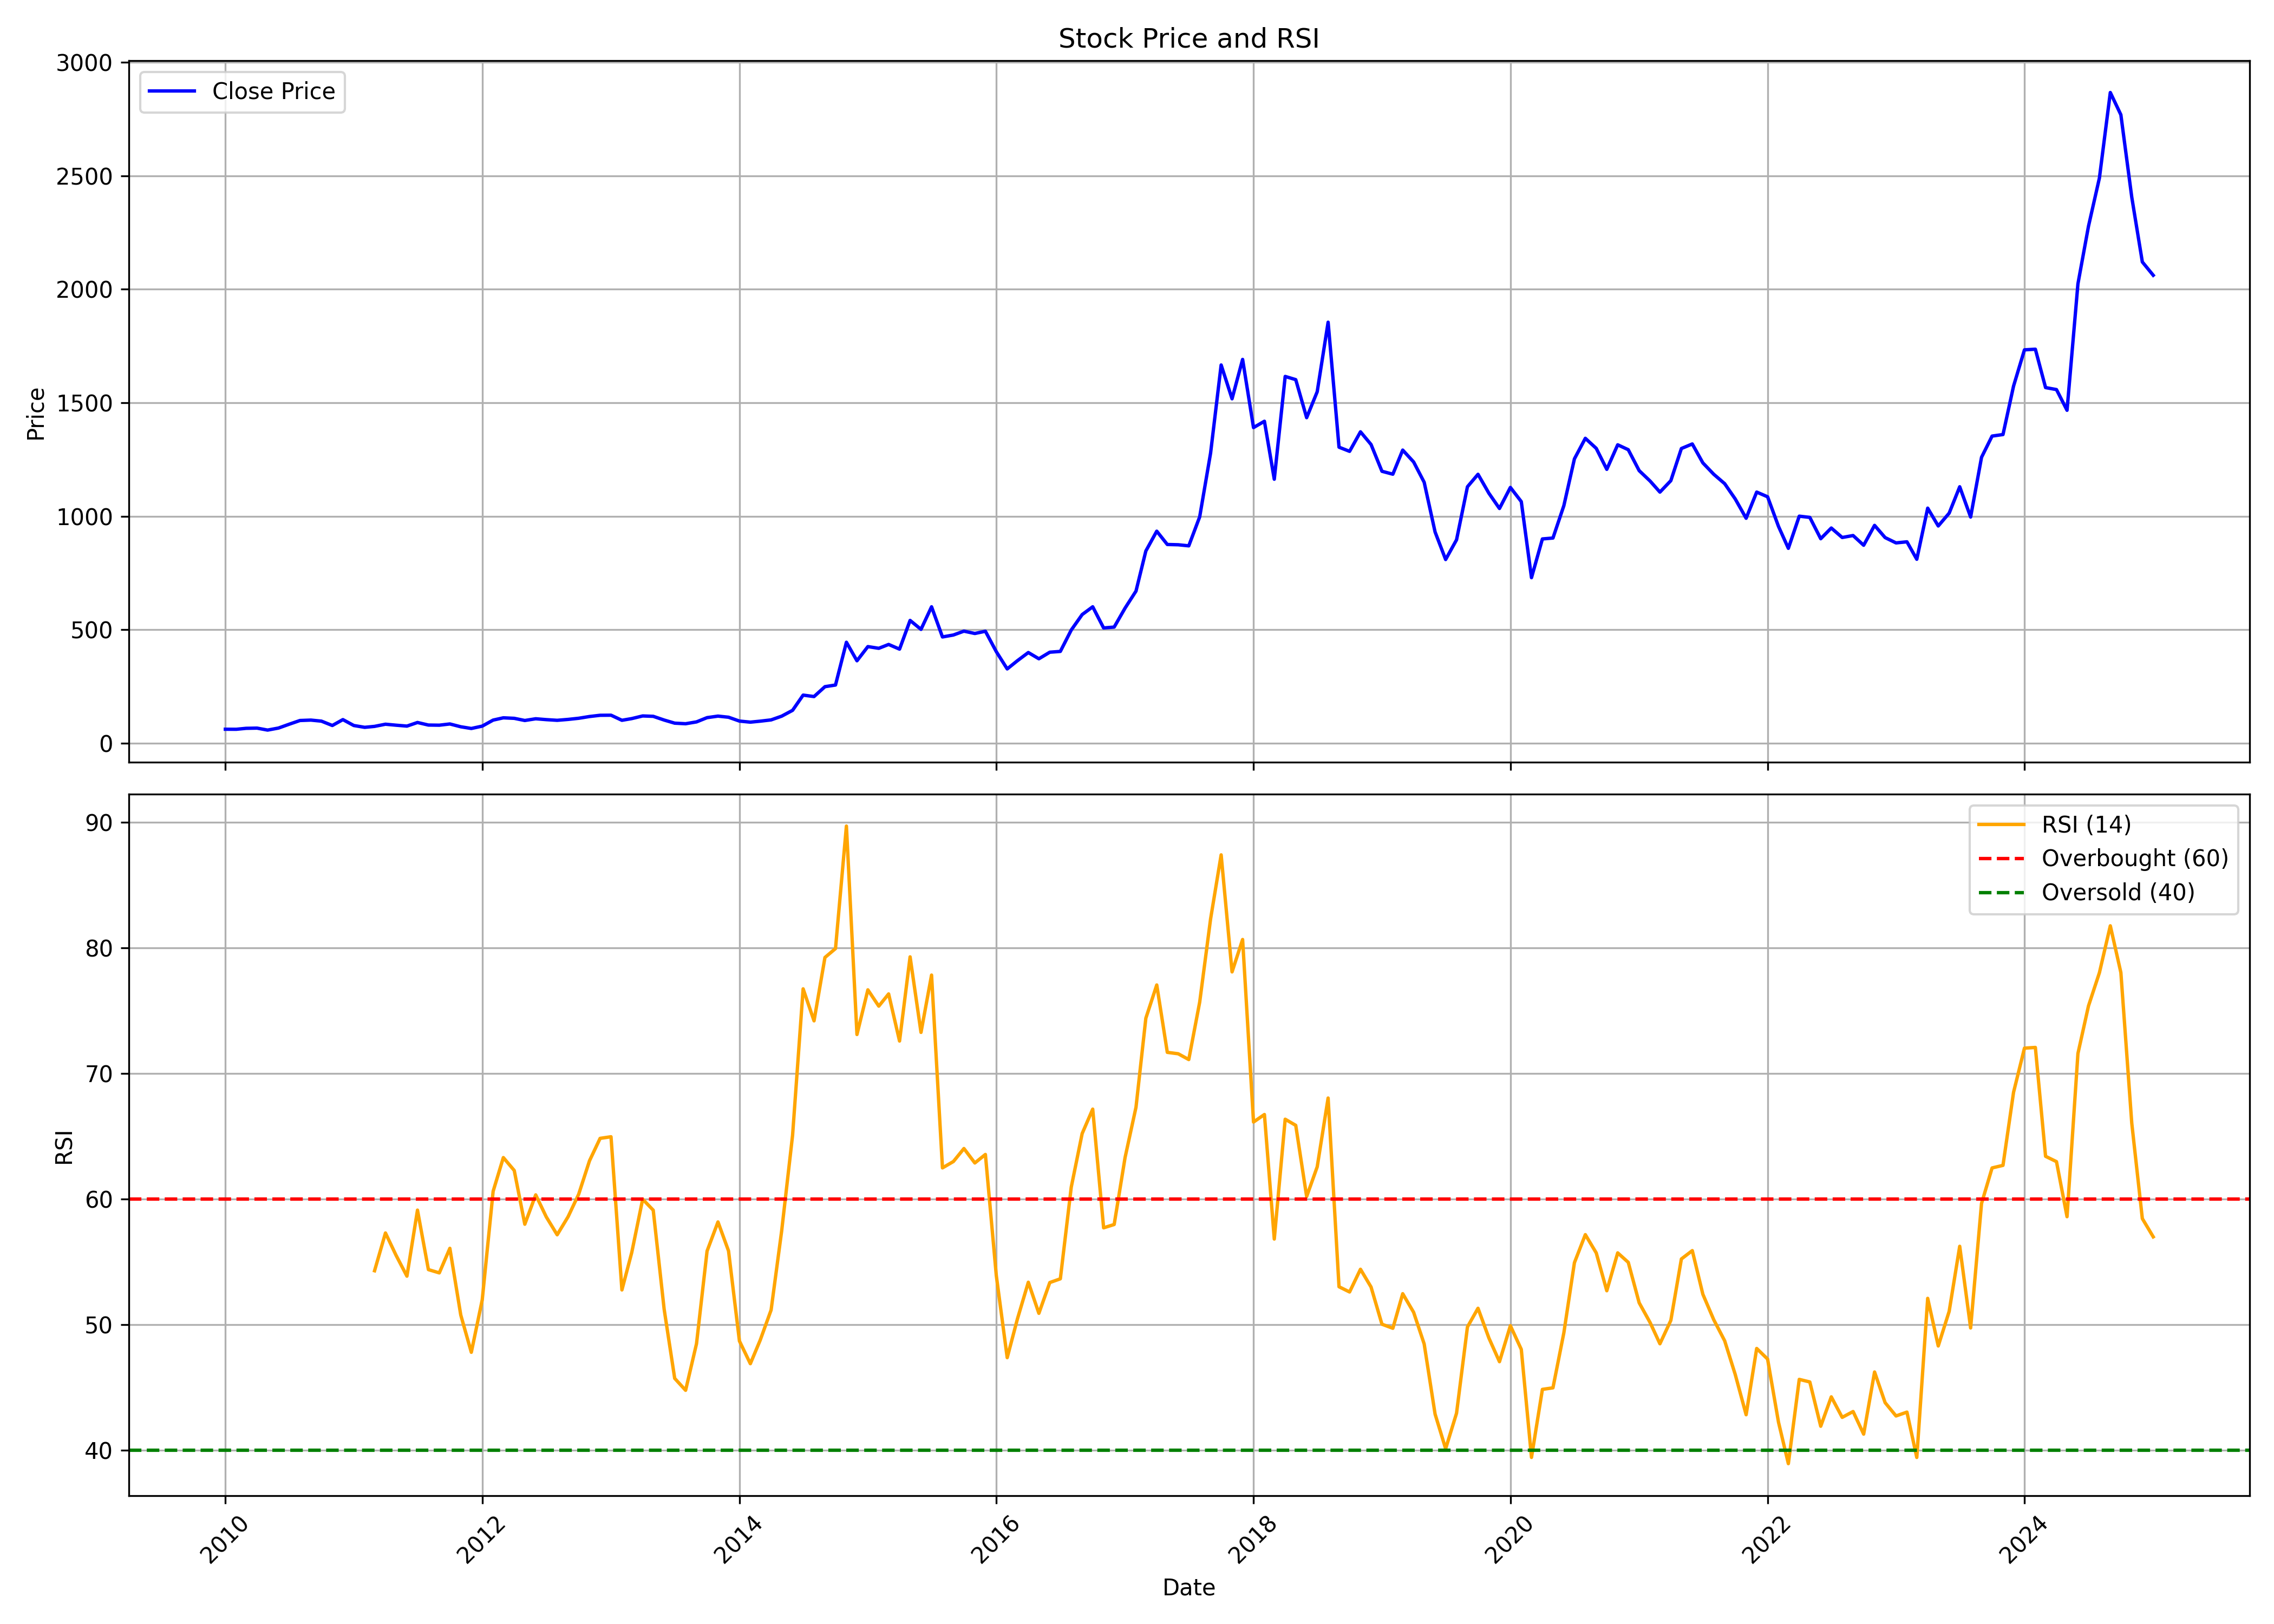 Stock Price and RSI
3000
2500
2000
1500
1000
500
0
Price
Close Price
90
80
70
60
50
40
RSI
RSI (14)
Overbought (60)
Oversold (40)
2010
2012
2014
2016
2018
2020
2022
2024
Date